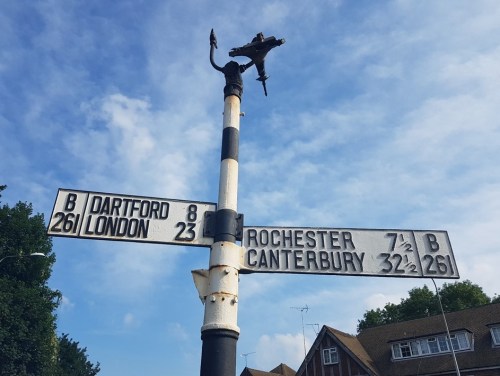 B
261
DARTFORD 8
LONDON 23
ROCHESTER 7½
CANTERBURY 32½
B
261